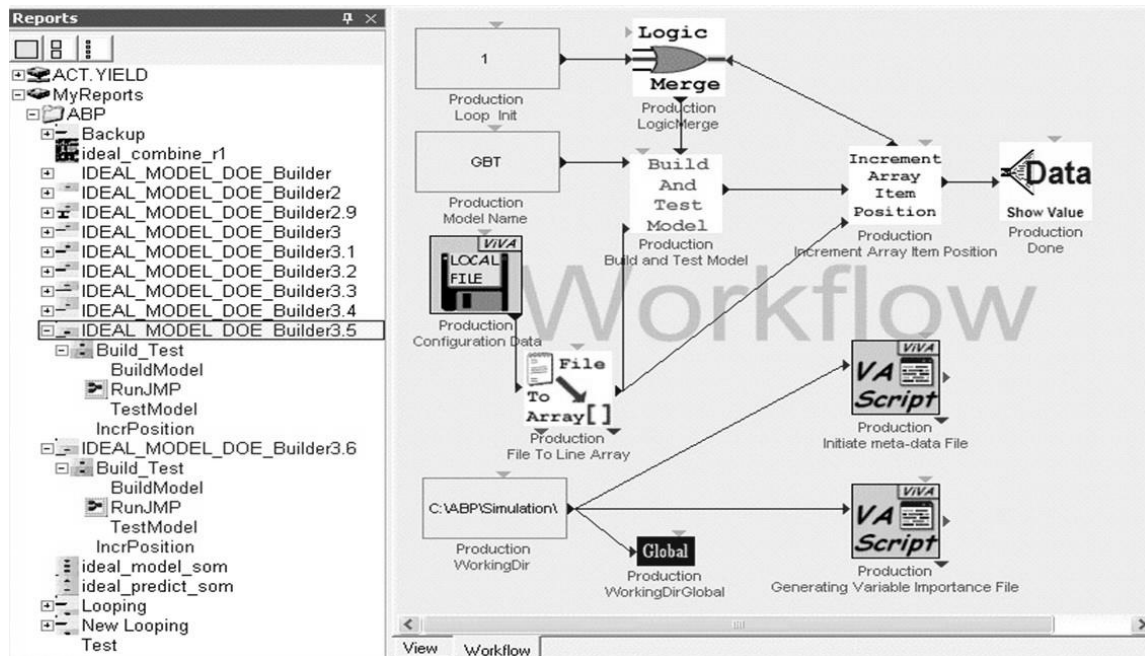 Reports
ACT.YIELD
MyReports
ABP
Backup
ideal_combine_r1
IDEAL_MODEL_DOE_Builder
IDEAL_MODEL_DOE_Builder2
IDEAL_MODEL_DOE_Builder2.9
IDEAL_MODEL_DOE_Builder3
IDEAL_MODEL_DOE_Builder3.1
IDEAL_MODEL_DOE_Builder3.2
IDEAL_MODEL_DOE_Builder3.3
IDEAL_MODEL_DOE_Builder3.4
IDEAL_MODEL_DOE_Builder3.5
Build_Test
BuildModel
RunJMP
TestModel
IncrPosition
IDEAL_MODEL_DOE_Builder3.6
Build_Test
BuildModel
RunJMP
TestModel
IncrPosition
ideal_model_som
ideal_predict_som
Looping
New Looping
Test
1
Production
Loop Init
Logic
Merge
Production
LogicMerge
GBT
Production
Model Name
Build
And
Test
Model
Production
Build and Test Model
Increment
Array
Item
Position
Production
Increment Array Item Position
Data
Show Value
Production
Done
ViVA
LOCAL
FILE
Production
Configuration Data
Workflow
File
To
Array[]
Production
File To Line Array
ViVA
VA
Script
Production
Initiate meta-data File
C:\ABP\Simulation\
Production
WorkingDir
Global
Production
WorkingDirGlobal
ViVA
VA
Script
Production
Generating Variable Importance File
View
Workflow